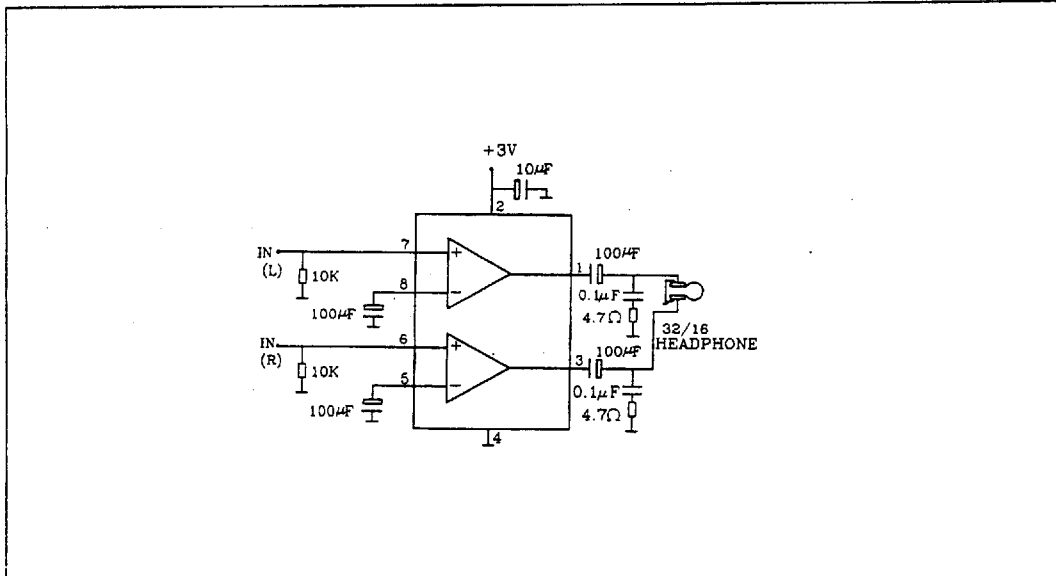 +3V
10μF
2
IN
(L)
7
+
10K
8
−
100μF
1
100μF
0.1μF
4.7Ω
32/16
HEADPHONE
IN
(R)
6
+
10K
5
−
100μF
3
100μF
0.1μF
4.7Ω
4